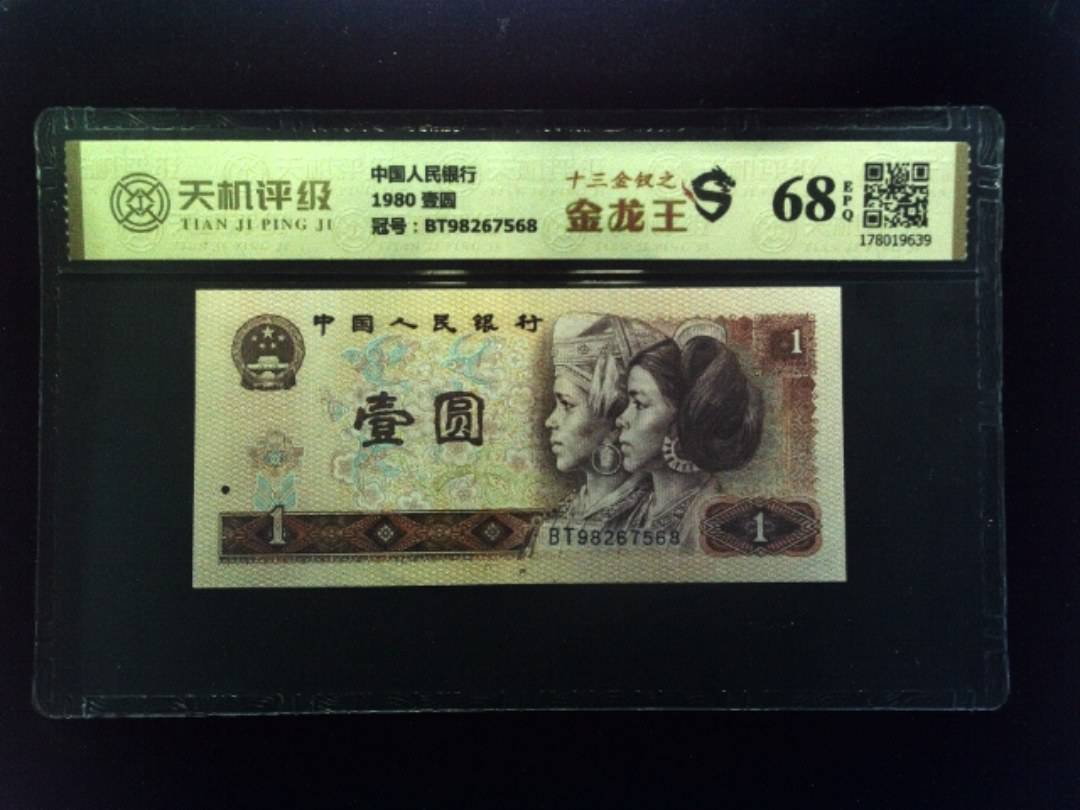 天机评级
TIAN JI PING JI
中国人民银行
1980 壹圆
冠号：BT98267568
十三金钗之
金龙王
68
EPQ
178019639
中国人民银行
1
壹圆
1
BT98267568
1